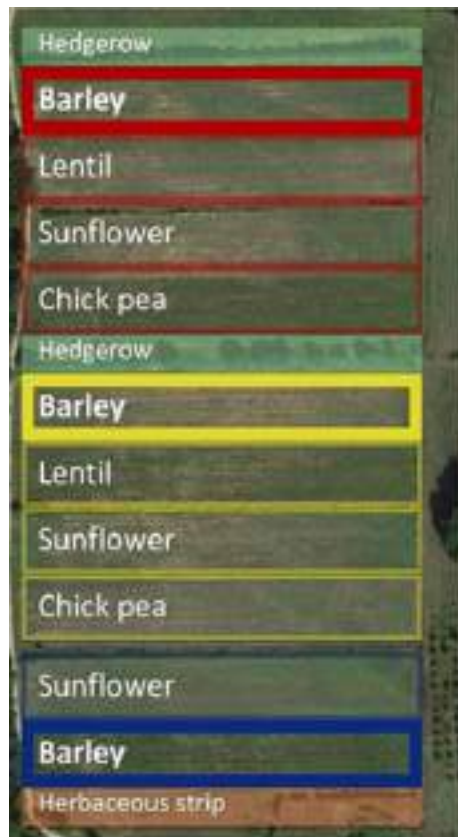 Hedgerow
Barley
Lentil
Sunflower
Chick pea
Hedgerow
Barley
Lentil
Sunflower
Chick pea
Sunflower
Barley
Herbaceous strip